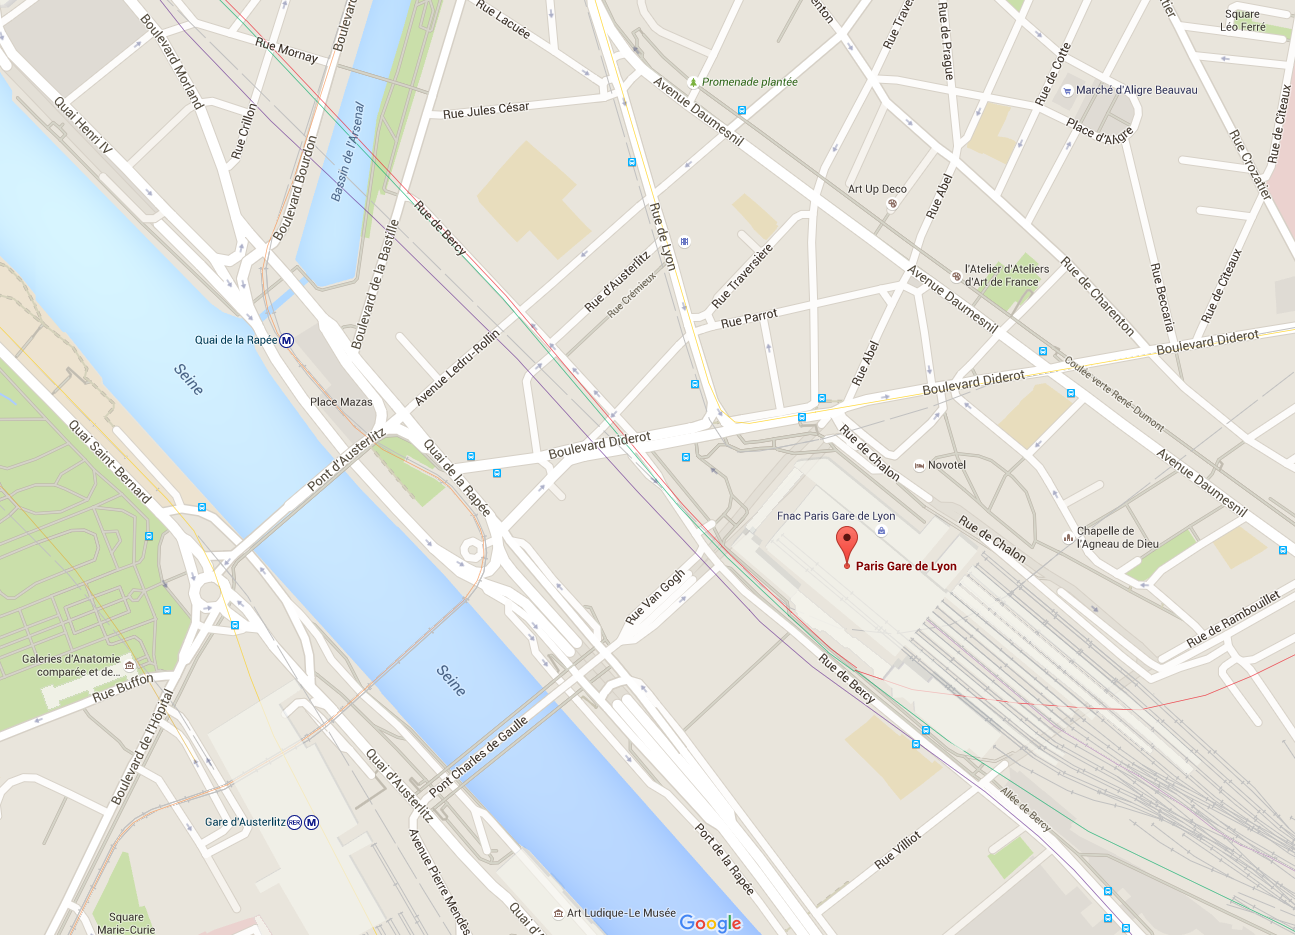 Rue Lacuée
Boulevard
Rue Mornay
Boulevard Morland
Quai Henri IV
Rue Crillon
Boulevard Bourdon
Bassin de l'Arsenal
Rue Jules César
Promenade plantée
Avenue Daumesnil
Rue de Prague
Rue de Cotte
Square
Léo Ferré
Marché d'Aligre Beauvau
Place d'Aligre
Rue Crozatier
Rue de Cîteaux
Art Up Deco
Rue Abel
Rue de Bercy
Rue de Lyon
Boulevard de la Bastille
Rue d'Austerlitz
Rue Crémieux
Rue Traversière
Rue Parrot
l'Atelier d'Ateliers
d'Art de France
Avenue Daumesnil
Rue de Charenton
Rue Beccaria
Rue de Cîteaux
Quai de la Rapée
M
Seine
Place Mazas
Avenue Ledru-Rollin
Rue Abel
Boulevard Diderot
Boulevard Diderot
Coulée verte René-Dumont
Quai Saint-Bernard
Pont d'Austerlitz
Quai de la Rapée
Boulevard Diderot
Rue de Chalon
Novotel
Avenue Daumesnil
Fnac Paris Gare de Lyon
Paris Gare de Lyon
Rue de Chalon
Chapelle de
l'Agneau de Dieu
Rue Van Gogh
Rue de Rambouillet
Galeries d'Anatomie
comparée et de...
Rue Buffon
Seine
Rue de Bercy
Boulevard de l'Hôpital
Pont Charles de Gaulle
Quai d'Austerlitz
Gare d'Austerlitz
RER
M
Avenue Pierre Mendès
Port de la Rapée
Rue Villiot
Allée de Bercy
Square
Marie-Curie
Art Ludique-Le Musée
Google